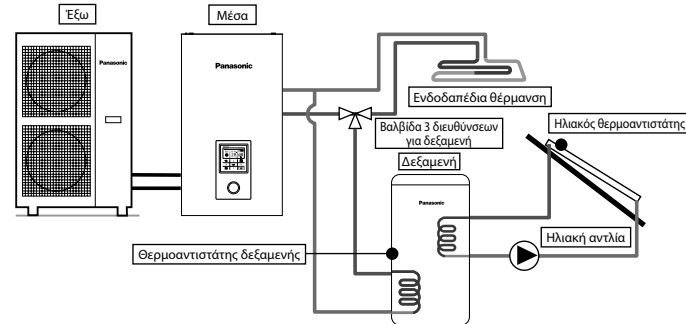 Έξω
Μέσα
Panasonic
Panasonic
Ενδοδαπέδια θέρμανση
Βαλβίδα 3 διευθύνσεων
για δεξαμενή
Ηλιακός θερμοαντιστάτης
Δεξαμενή
Panasonic
Ηλιακή αντλία
Θερμοαντιστάτης δεξαμενής